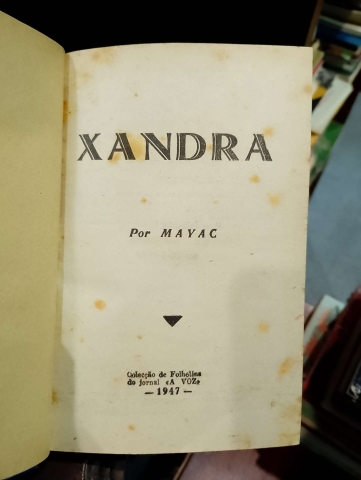 XANDRA
Por MAYAC
Colecção de Folhetins
do jornal «A VOZ»
— 1947 —